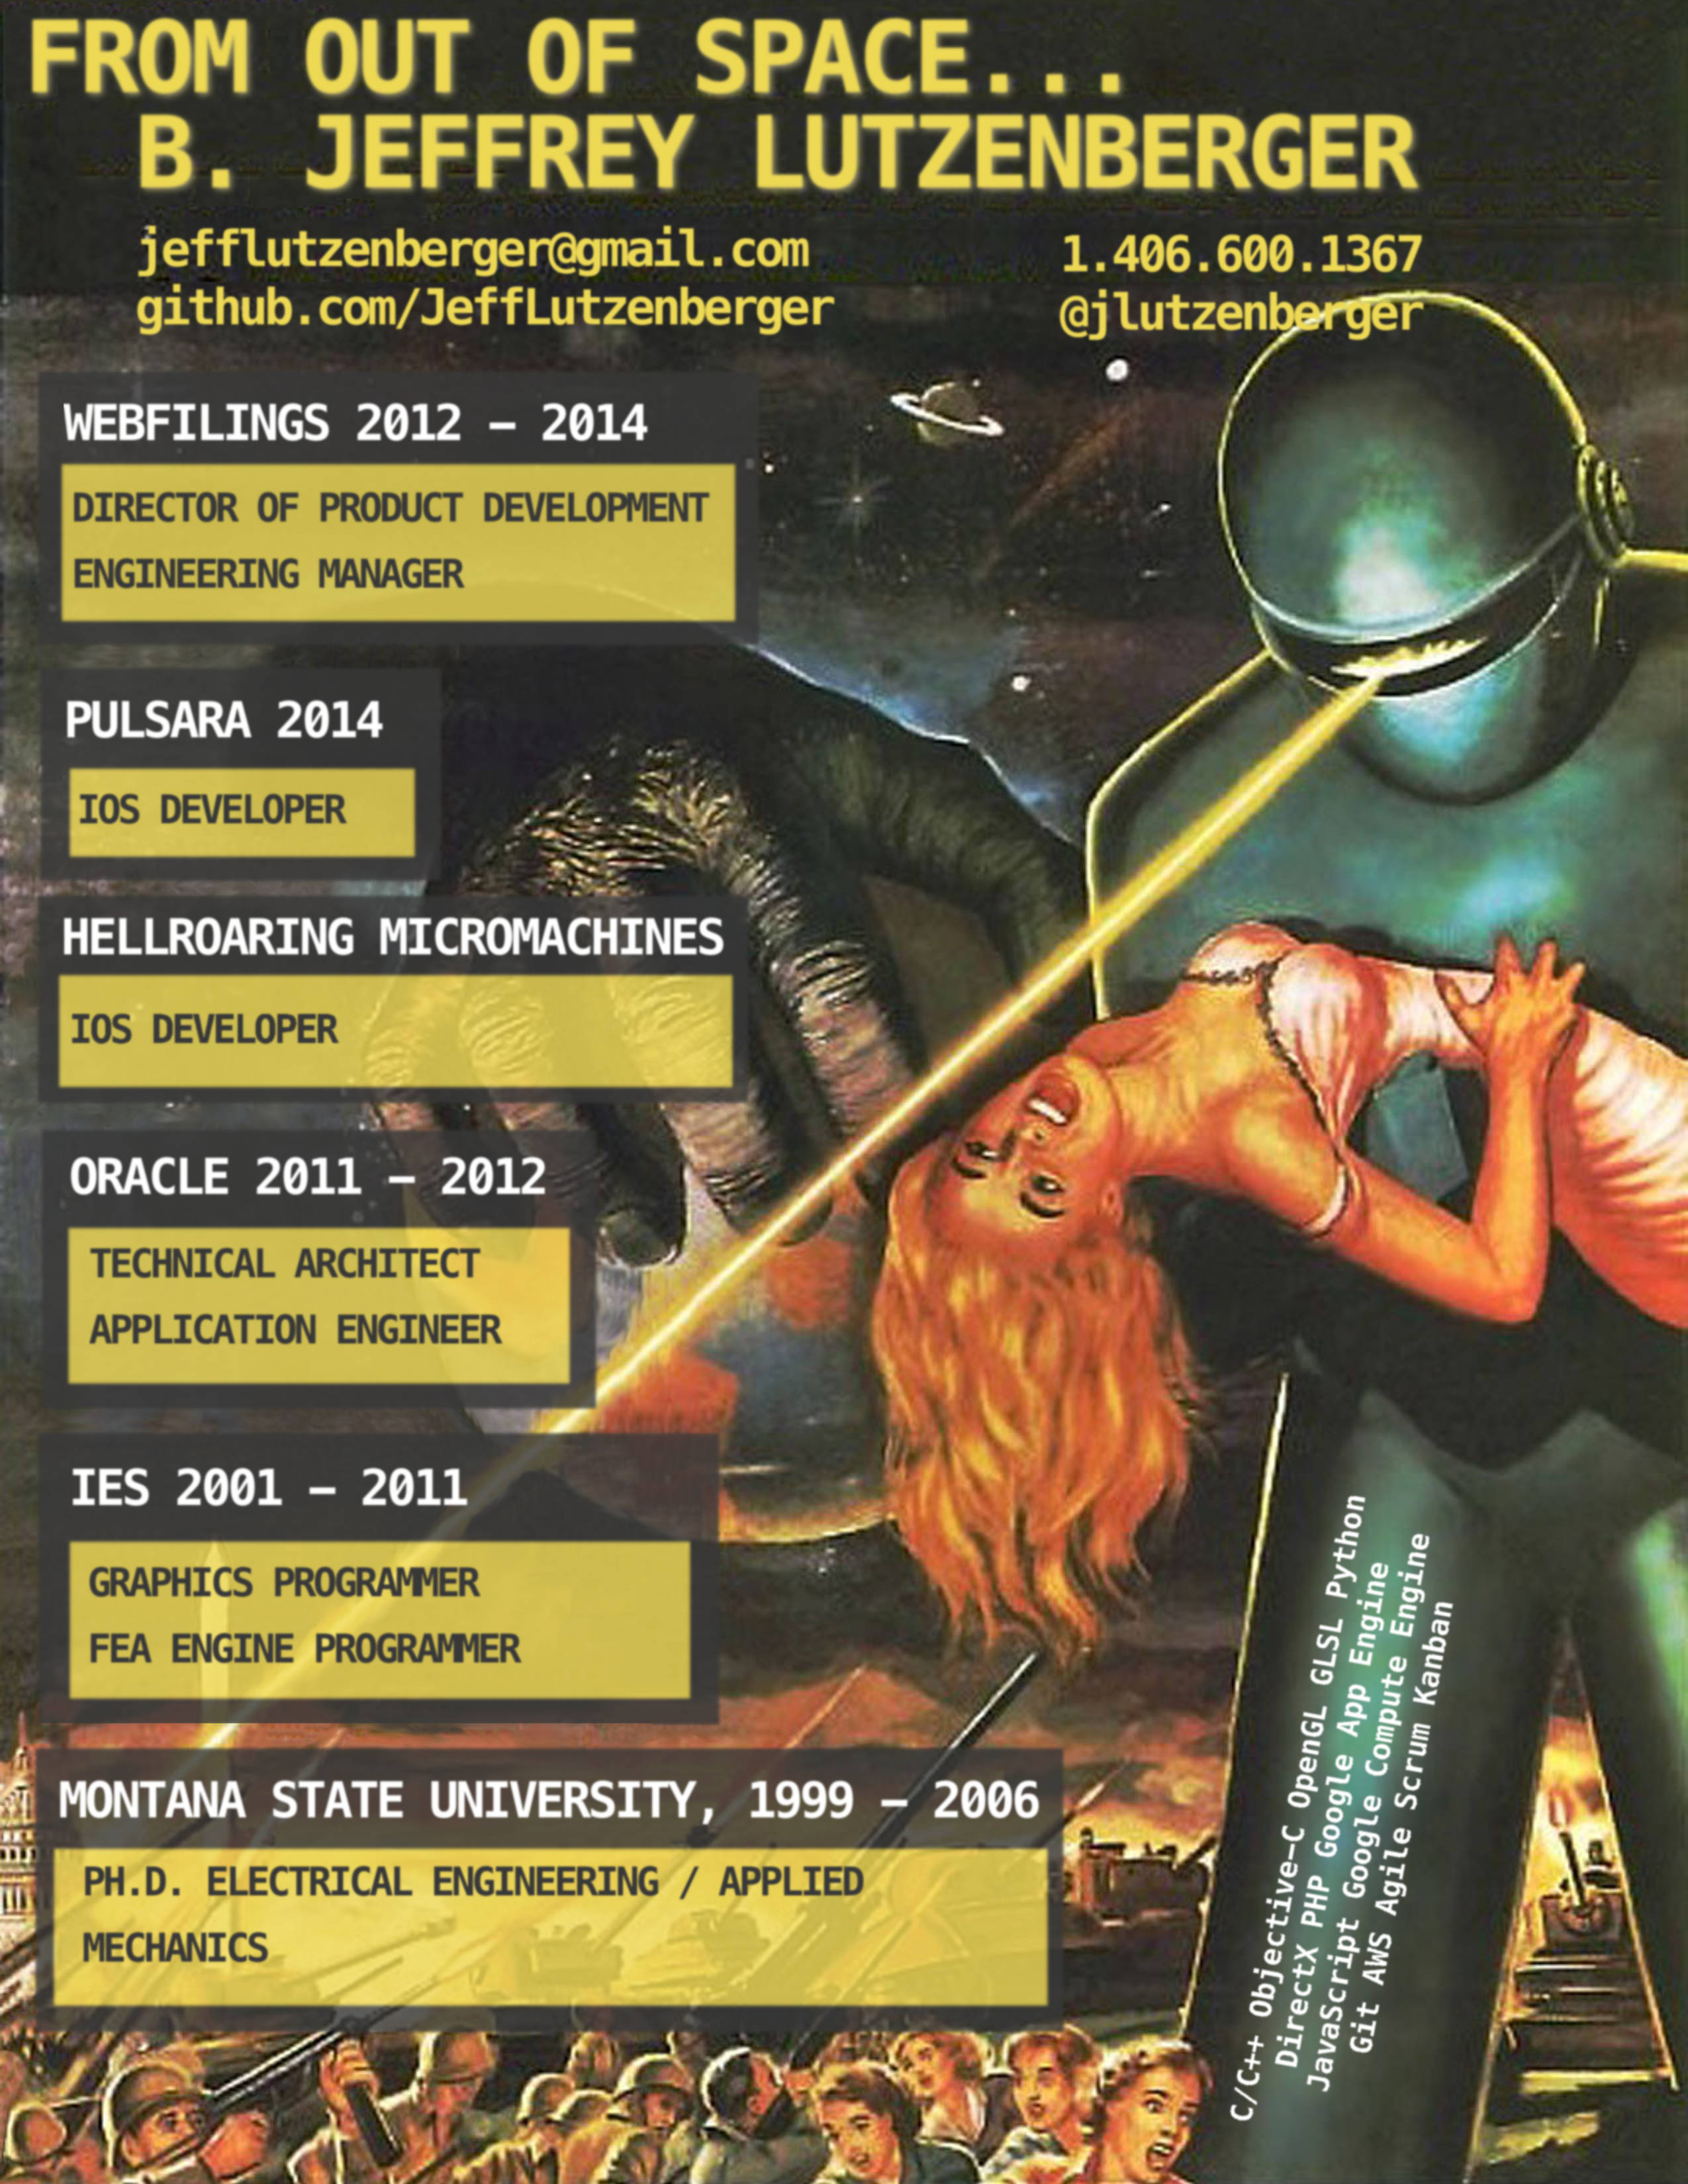 FROM OUT OF SPACE...
B. JEFFREY LUTZENBERGER
jefflutzenberger@gmail.com
1.406.600.1367
github.com/JeffLutzenberger
@jlutzenberger
WEBFILINGS 2012 – 2014
DIRECTOR OF PRODUCT DEVELOPMENT
ENGINEERING MANAGER
PULSARA 2014
IOS DEVELOPER
HELLROARING MICROMACHINES
IOS DEVELOPER
ORACLE 2011 – 2012
TECHNICAL ARCHITECT
APPLICATION ENGINEER
IES 2001 – 2011
GRAPHICS PROGRAMMER
FEA ENGINE PROGRAMMER
MONTANA STATE UNIVERSITY, 1999 – 2006
PH.D. ELECTRICAL ENGINEERING / APPLIED
MECHANICS
C/C++ Objective-C OpenGL GLSL Python
DirectX PHP Google App Engine
JavaScript Google Compute Engine
Git AWS Agile Scrum Kanban